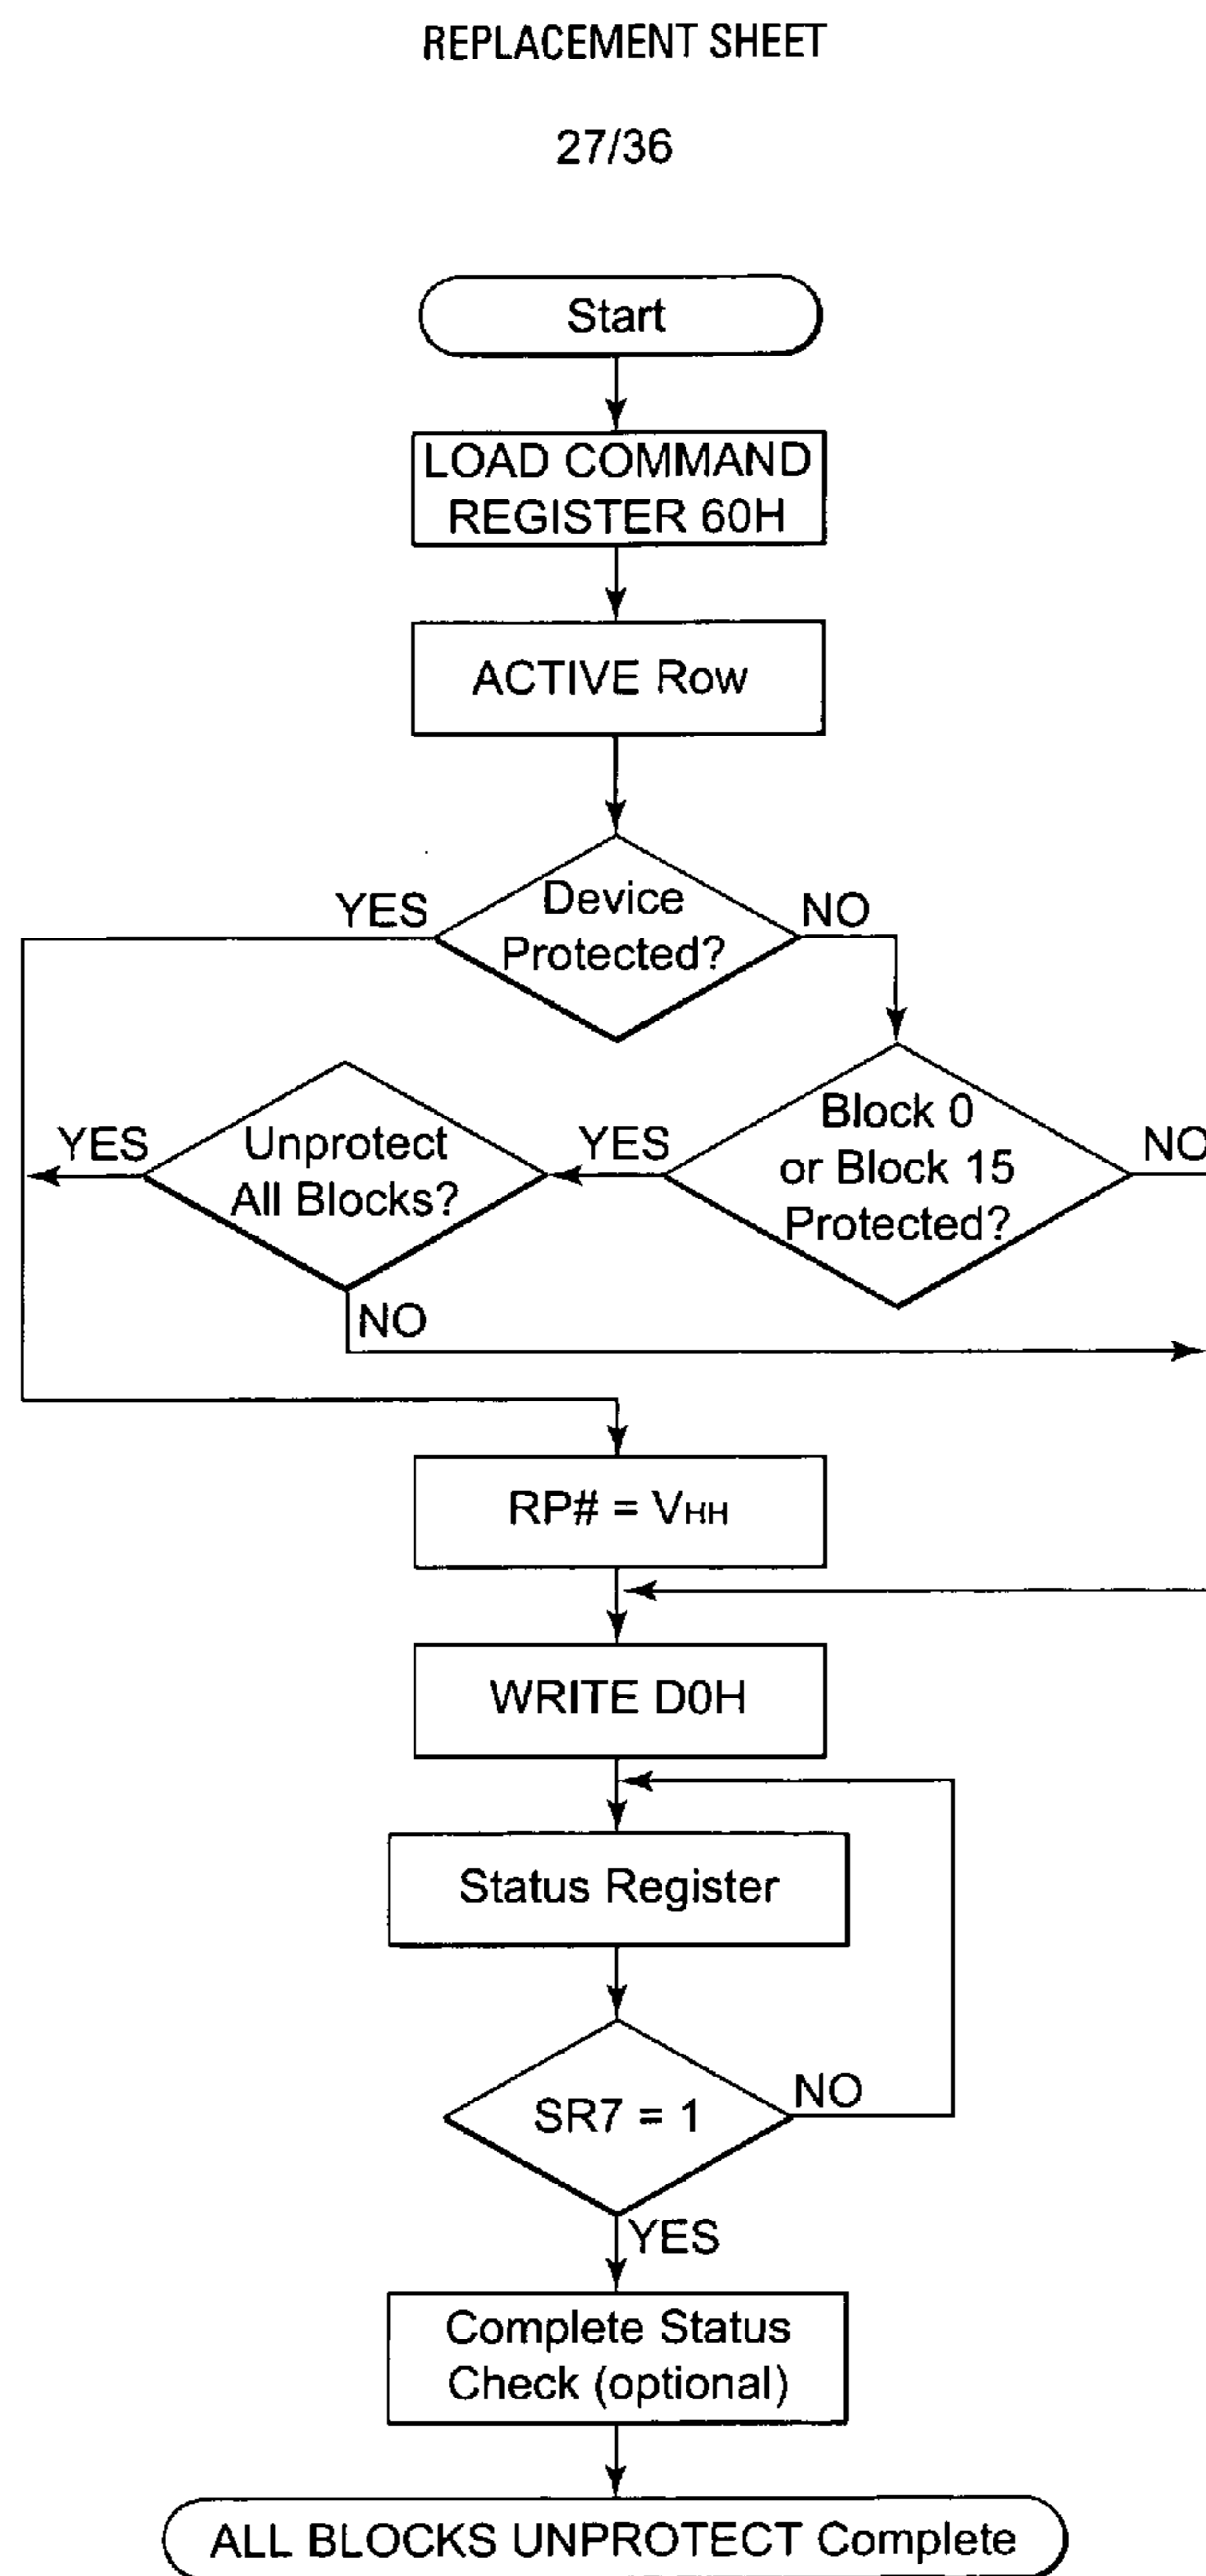 REPLACEMENT SHEET
27/36
Start
LOAD COMMAND
REGISTER 60H
ACTIVE Row
YES
Device
Protected?
NO
YES
Unprotect
All Blocks?
YES
Block 0
or Block 15
Protected?
NO
NO
RP# = VHH
WRITE D0H
Status Register
SR7 = 1
NO
YES
Complete Status
Check (optional)
ALL BLOCKS UNPROTECT Complete